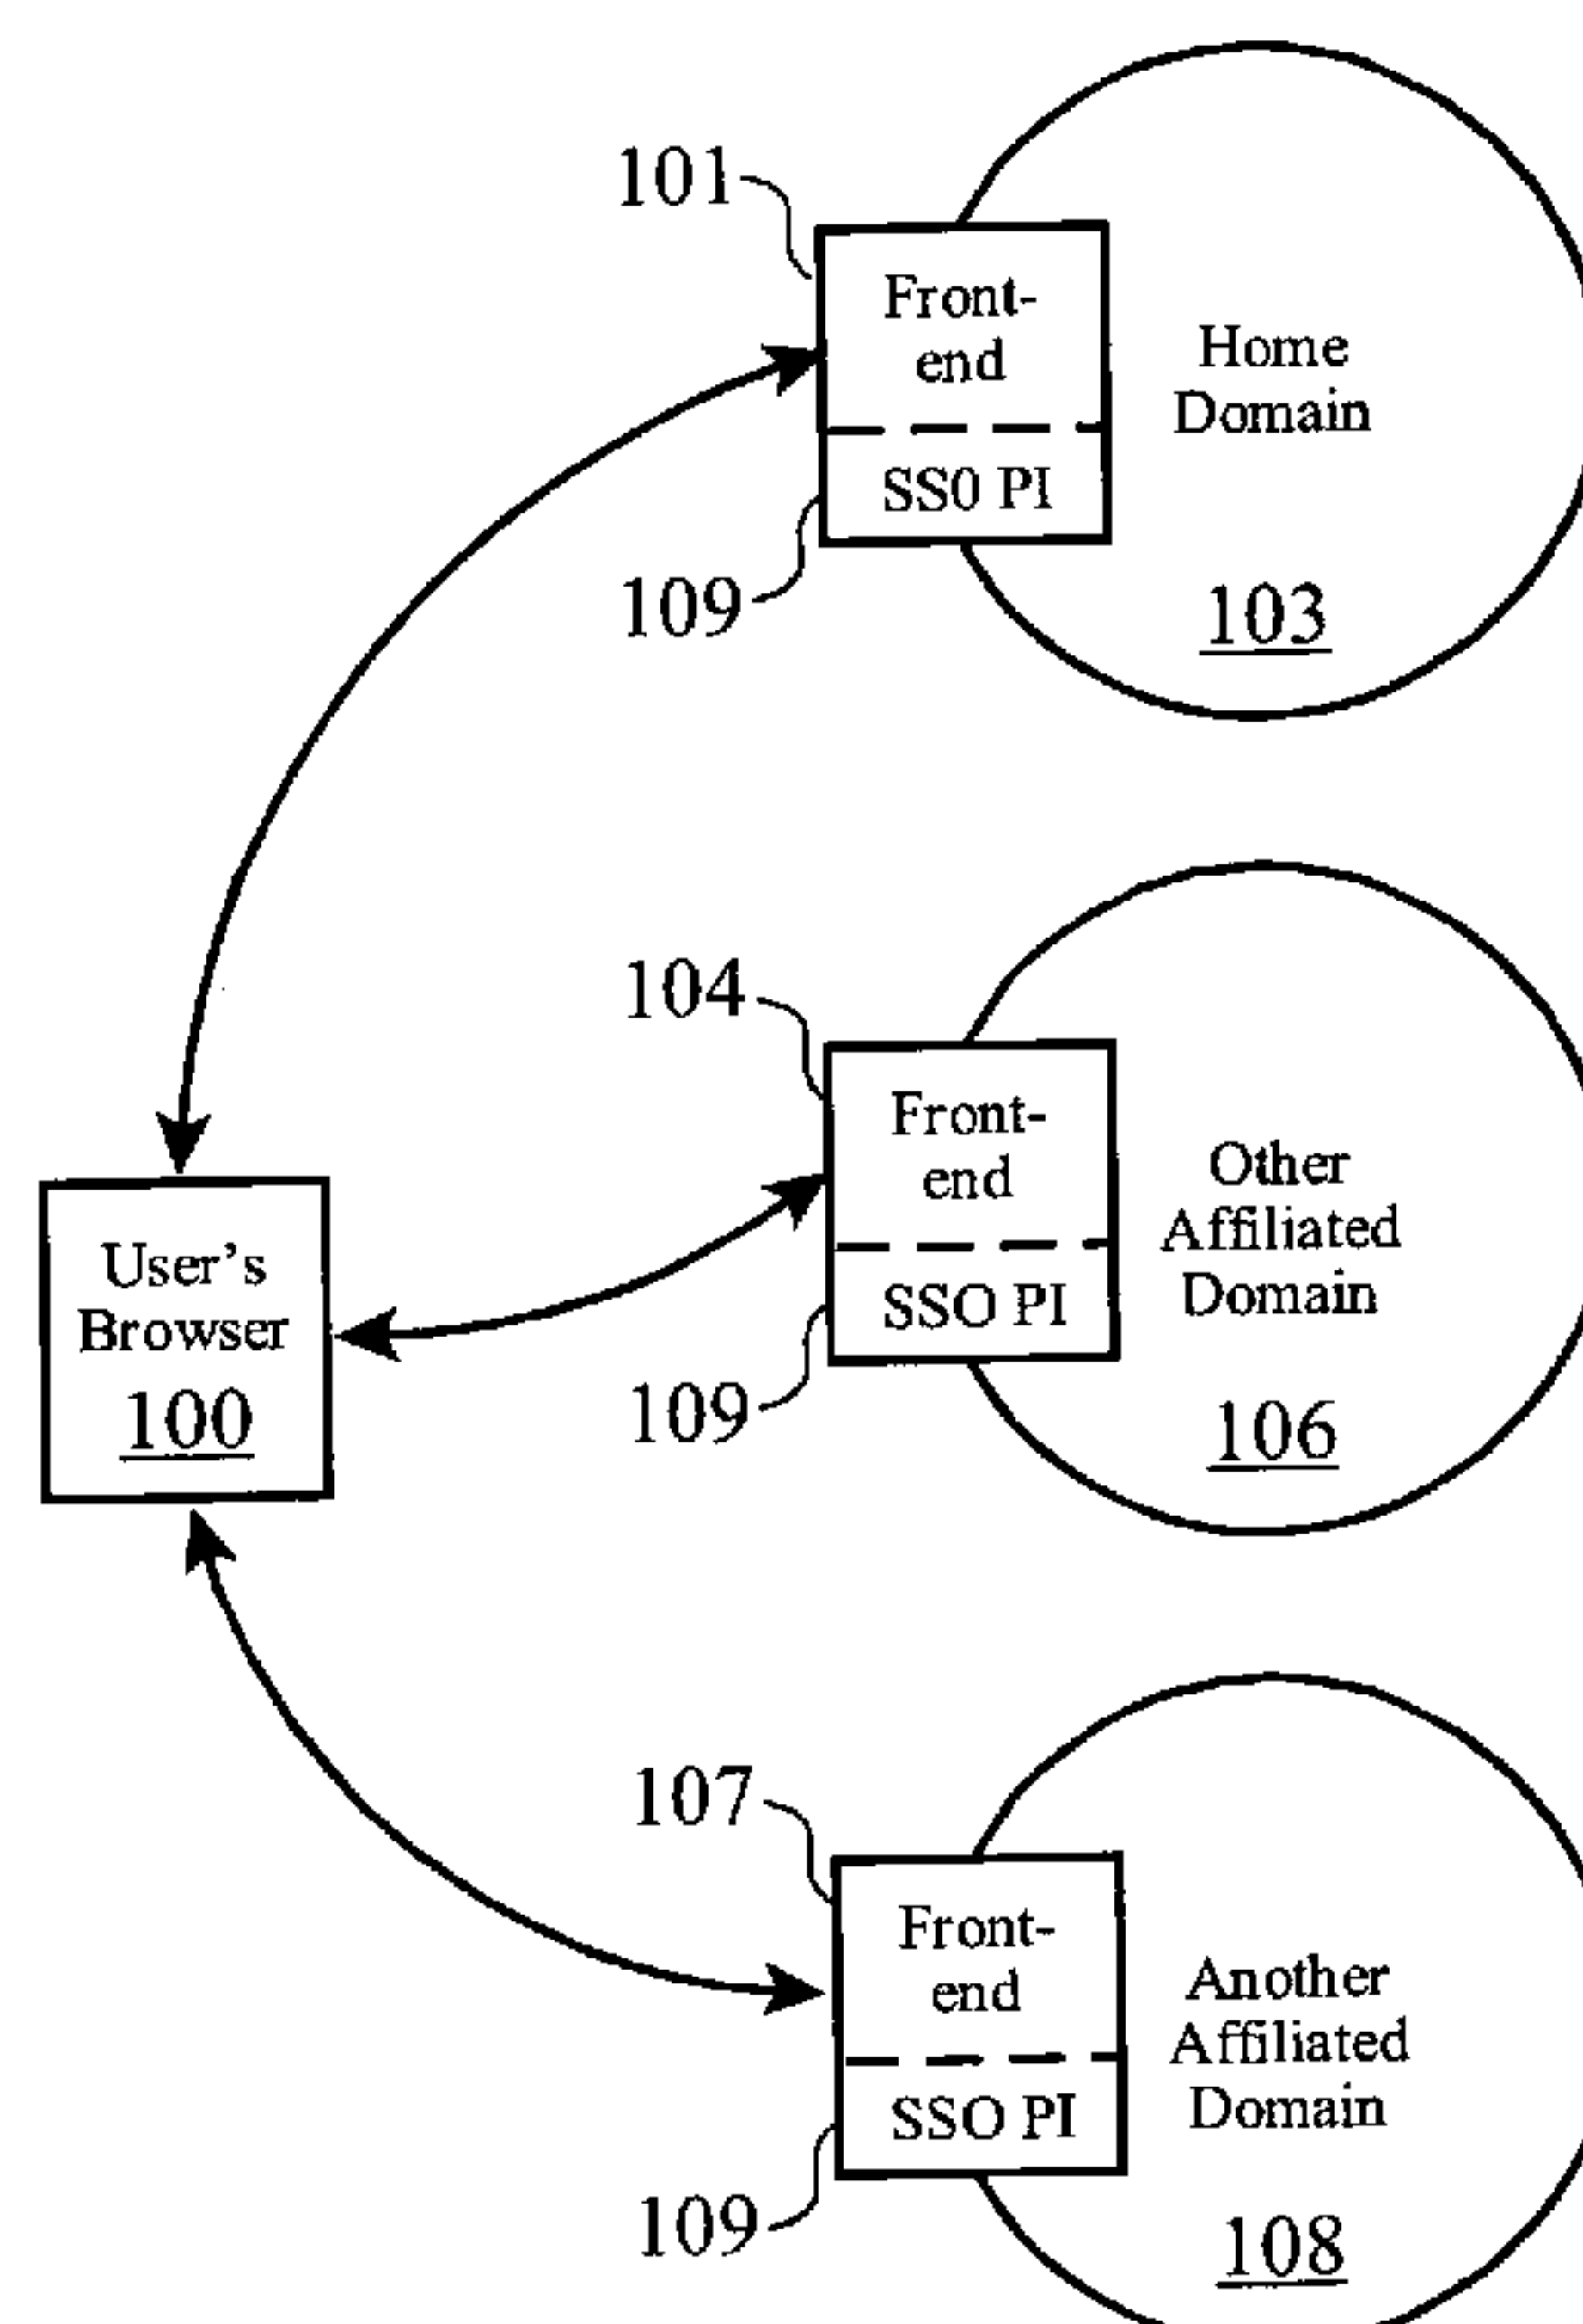 101
Front-
end
SS0 PI
109
Home
Domain
103
104
Front-
end
SSO PI
109
Other
Affiliated
Domain
106
User's
Browser
100
107
Front-
end
SSO PI
109
Another
Affiliated
Domain
108